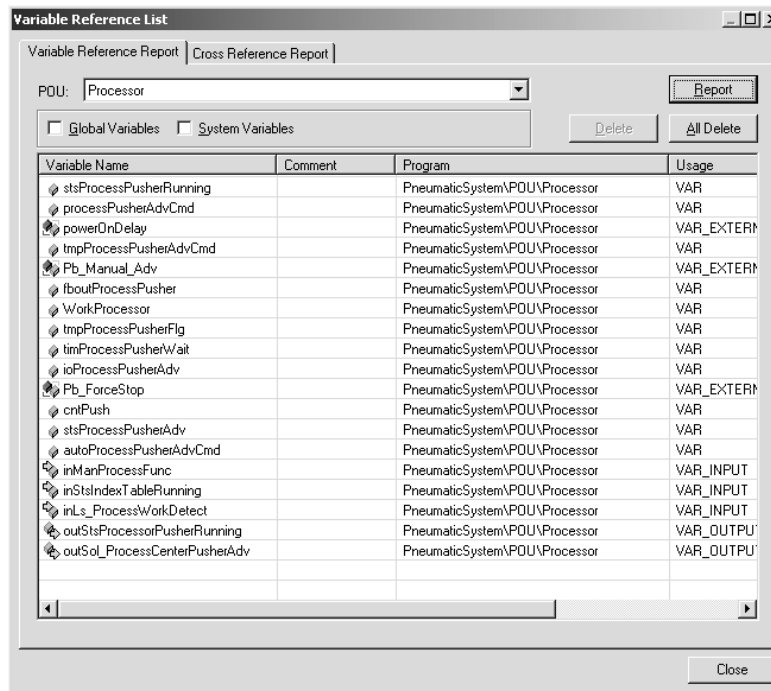 Variable Reference List
Variable Reference Report Cross Reference Report
POU: Processor Report
Global Variables System Variables Delete All Delete
Variable Name Comment Program Usage
stsProcessPusherRunning PneumaticSystem\POU\Processor VAR
processPusherAdvCmd PneumaticSystem\POU\Processor VAR
powerOnDelay PneumaticSystem\POU\Processor VAR_EXTERN
tmpProcessPusherAdvCmd PneumaticSystem\POU\Processor VAR
Pb_Manual_Adv PneumaticSystem\POU\Processor VAR_EXTERN
fboutProcessPusher PneumaticSystem\POU\Processor VAR
WorkProcessor PneumaticSystem\POU\Processor VAR
tmpProcessPusherFlg PneumaticSystem\POU\Processor VAR
timProcessPusherWait PneumaticSystem\POU\Processor VAR
ioProcessPusherAdv PneumaticSystem\POU\Processor VAR
Pb_ForceStop PneumaticSystem\POU\Processor VAR_EXTERN
cntPush PneumaticSystem\POU\Processor VAR
stsProcessPusherAdv PneumaticSystem\POU\Processor VAR
autoProcessPusherAdvCmd PneumaticSystem\POU\Processor VAR
inManProcessFunc PneumaticSystem\POU\Processor VAR_INPUT
inStsIndexTableRunning PneumaticSystem\POU\Processor VAR_INPUT
inLs_ProcessWorkDetect PneumaticSystem\POU\Processor VAR_INPUT
outStsProcessorPusherRunning PneumaticSystem\POU\Processor VAR_OUTPU
outSol_ProcessCenterPusherAdv PneumaticSystem\POU\Processor VAR_OUTPU
Close